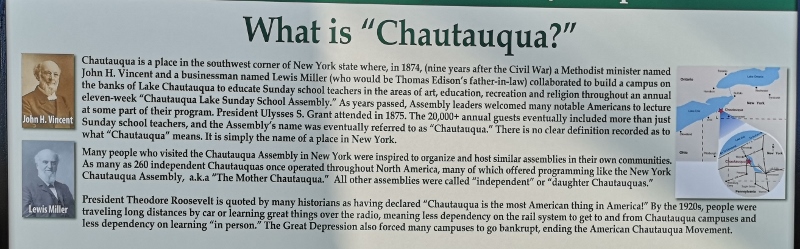 What is “Chautauqua?”
Chautauqua is a place in the southwest corner of New York state where, in 1874, (nine years after the Civil War) a Methodist minister named
John H. Vincent and a businessman named Lewis Miller (who would be Thomas Edison's father-in-law) collaborated to build a campus on
the banks of Lake Chautauqua to educate Sunday school teachers in the areas of art, education, recreation and religion throughout an annual
eleven-week “Chautauqua Lake Sunday School Assembly.” As years passed, Assembly leaders welcomed many notable Americans to lecture
at some part of their program. President Ulysses S. Grant attended in 1875. The 20,000+ annual guests eventually included more than just
Sunday school teachers, and the Assembly's name was eventually referred to as “Chautauqua.” There is no clear definition recorded as to
what “Chautauqua” means. It is simply the name of a place in New York.
John H. Vincent
Many people who visited the Chautauqua Assembly in New York were inspired to organize and host similar assemblies in their own communities.
As many as 260 independent Chautauquas once operated throughout North America, many of which offered programming like the New York
Chautauqua Assembly, a.k.a “The Mother Chautauqua.” All other assemblies were called “independent” or “daughter Chautauquas.”
Lewis Miller
President Theodore Roosevelt is quoted by many historians as having declared “Chautauqua is the most American thing in America!” By the 1920s, people were
traveling long distances by car or learning great things over the radio, meaning less dependency on the rail system to get to and from Chautauqua campuses and
less dependency on learning “in person.” The Great Depression also forced many campuses to go bankrupt, ending the American Chautauqua Movement.
Ontario
New York
Ohio
Pennsylvania